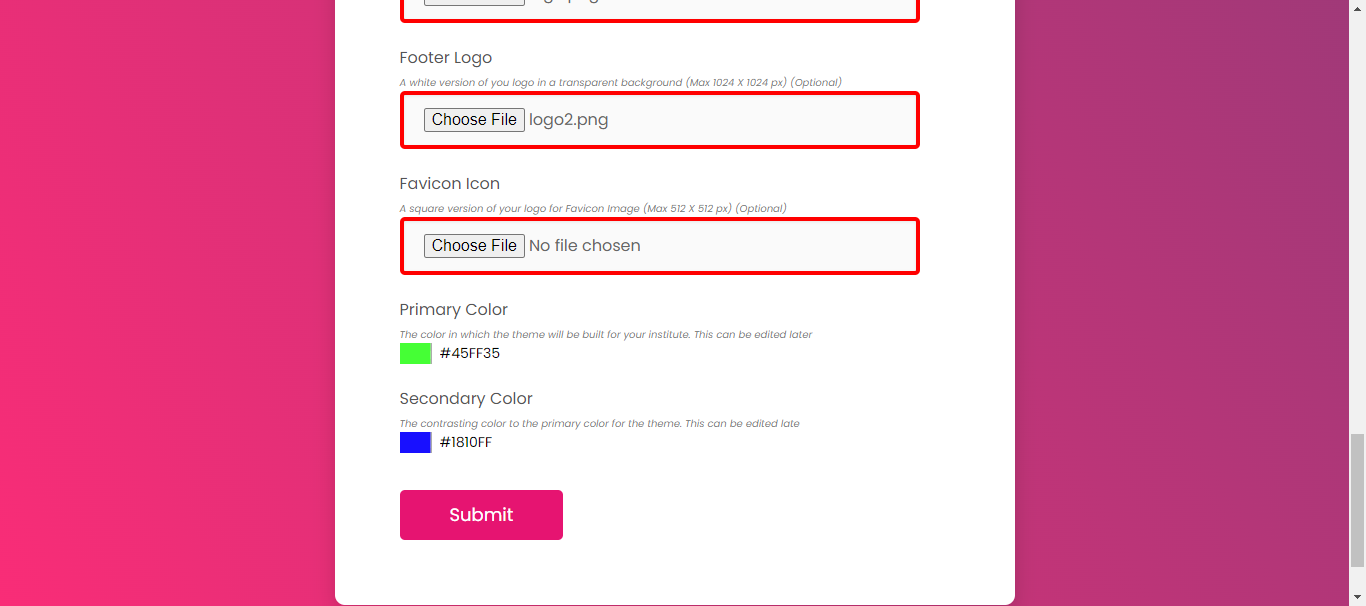 Footer Logo
A white version of you logo in a transparent background (Max 1024 X 1024 px) (Optional)
Choose File logo2.png
Favicon Icon
A square version of your logo for Favicon Image (Max 512 X 512 px) (Optional)
Choose File No file chosen
Primary Color
The color in which the theme will be built for your institute. This can be edited later
#45FF35
Secondary Color
The contrasting color to the primary color for the theme. This can be edited late
#1810FF
Submit